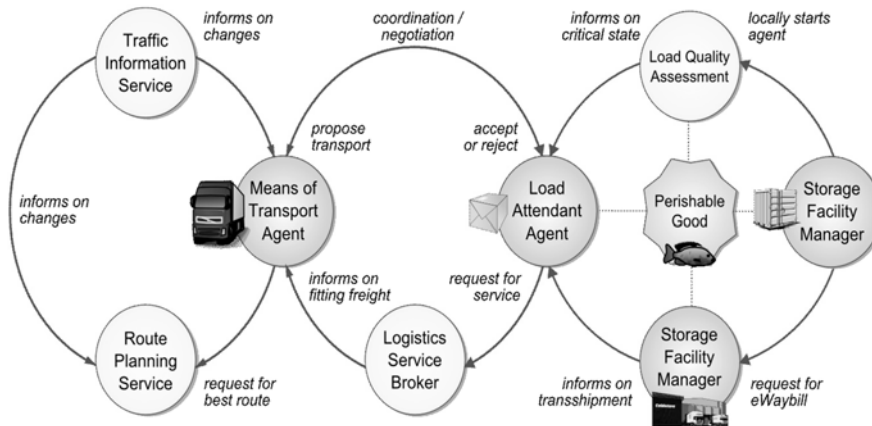 informs on
changes
Traffic
Information
Service
coordination /
negotiation
informs on
critical state
locally starts
agent
Load Quality
Assessment
propose
transport
accept
or reject
informs on
changes
Means of
Transport
Agent
Load
Attendant
Agent
Perishable
Good
Storage
Facility
Manager
informs on
fitting freight
request for
service
Route
Planning
Service
request for
best route
Logistics
Service
Broker
Storage
Facility
Manager
informs on
transshipment
request for
eWaybill